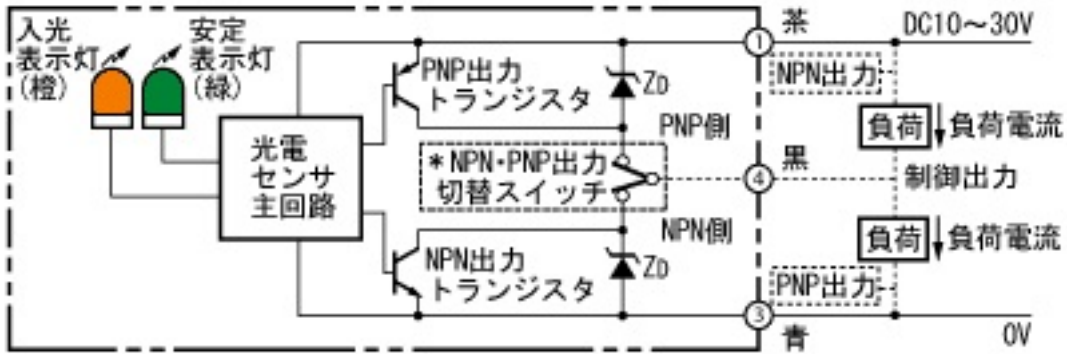 入光
表示灯
(橙)
安定
表示灯
(緑)
光電
センサ
主回路
PNP出力
トランジスタ
ZD
PNP側
*NPN・PNP出力
切替スイッチ
NPN側
NPN出力
トランジスタ
ZD
① 茶
DC10～30V
NPN出力
負荷 負荷電流
④ 黒
制御出力
負荷 負荷電流
PNP出力
③ 青
0V